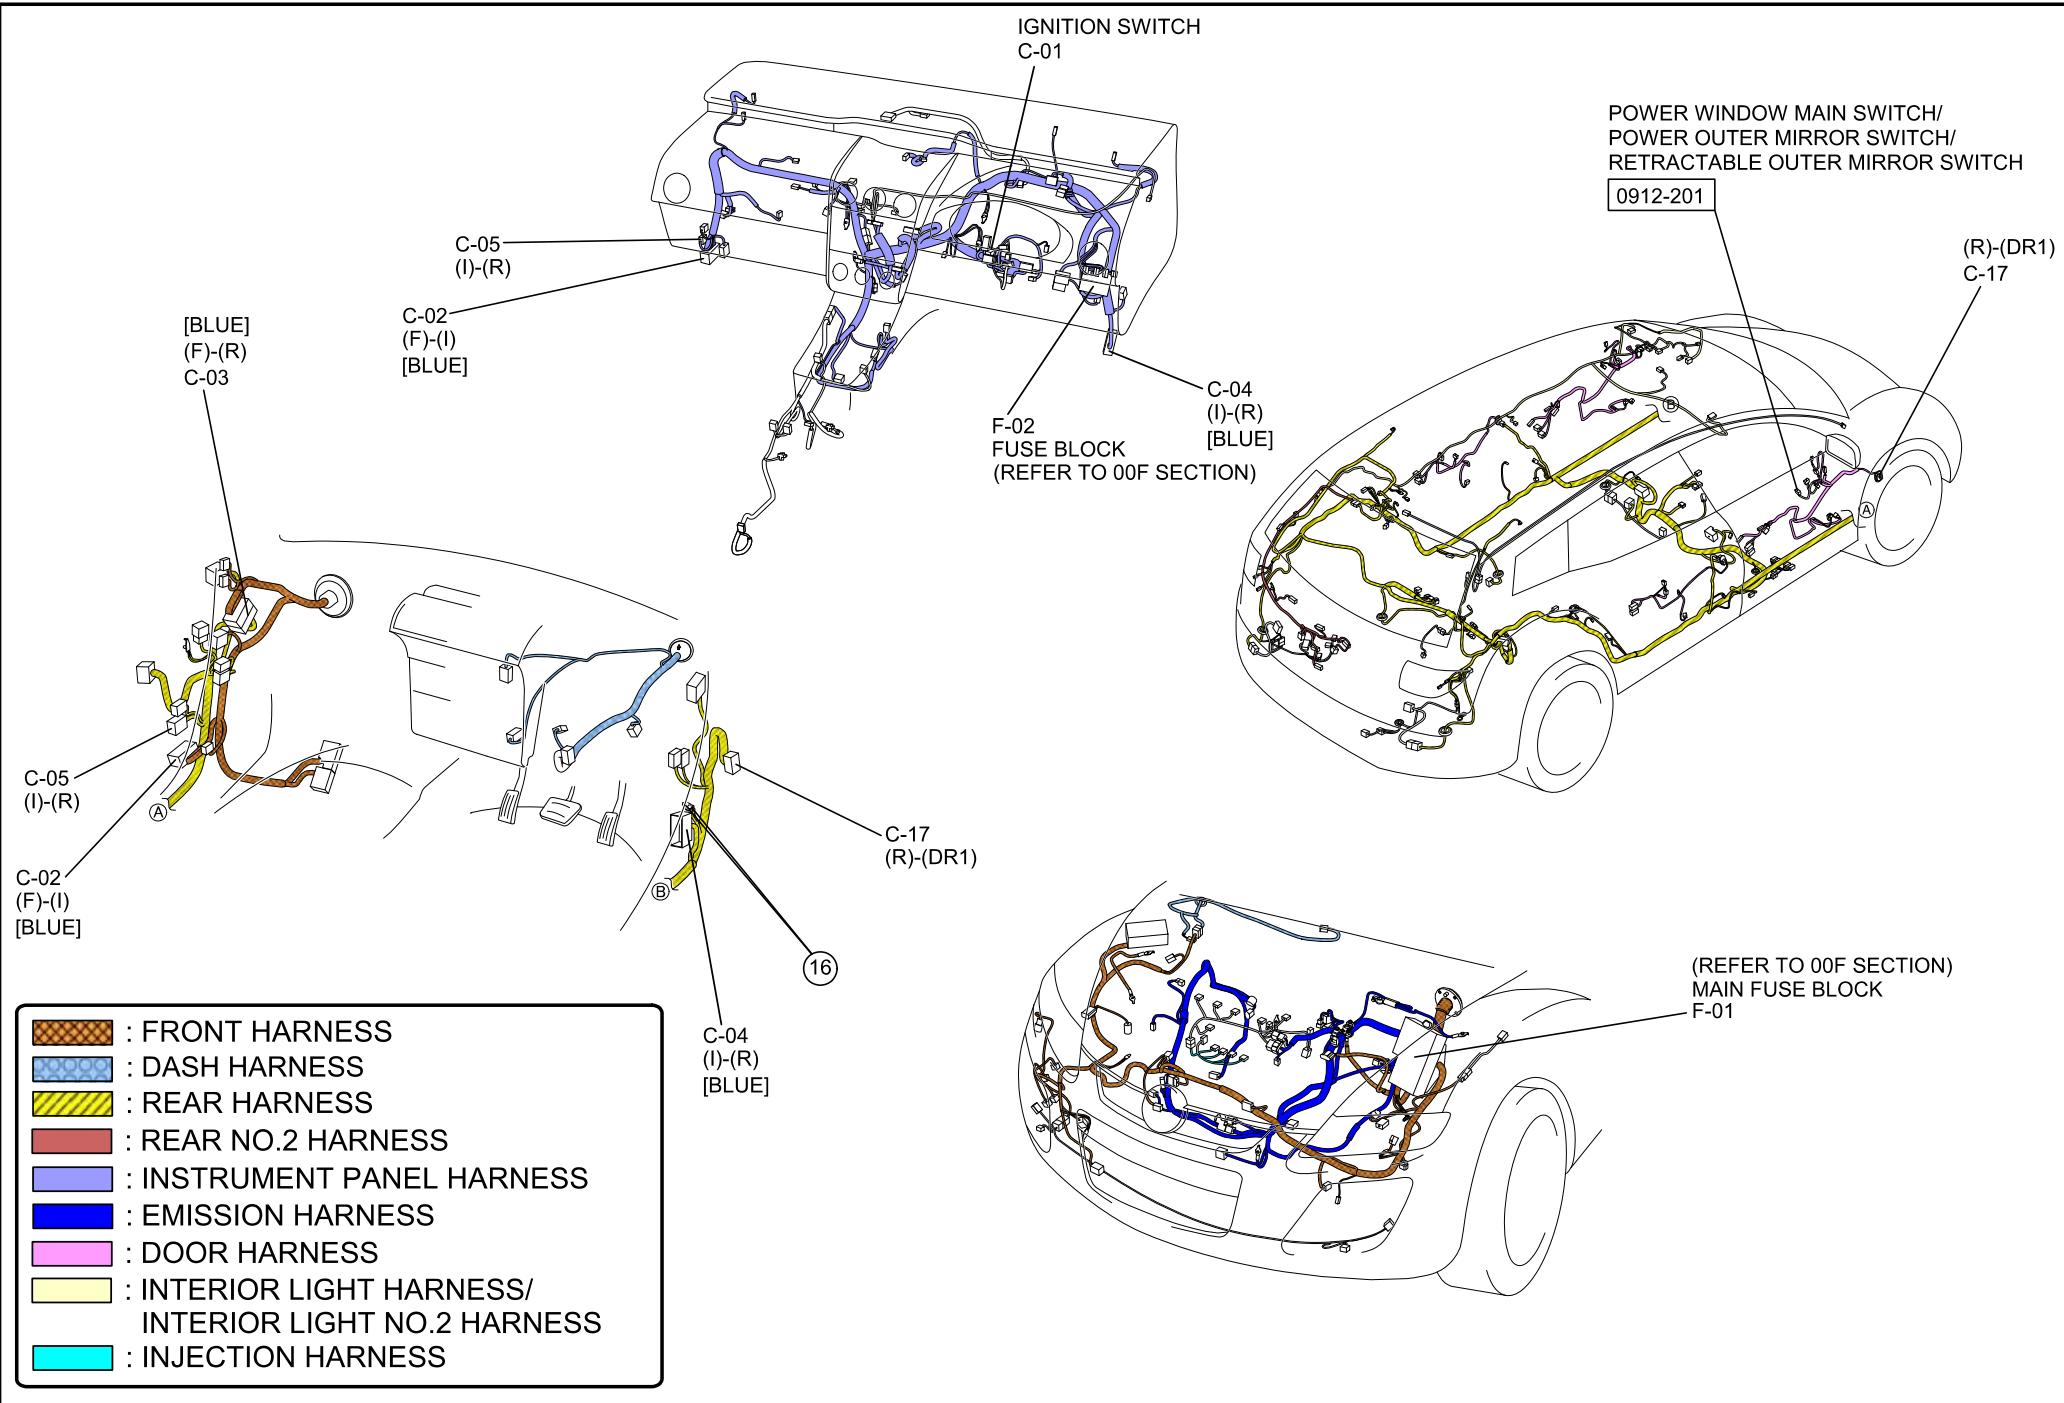 IGNITION SWITCH
C-01
C-05
(I)-(R)
C-02
(F)-(I)
[BLUE]
C-04
(I)-(R)
[BLUE]
F-02
FUSE BLOCK
(REFER TO 00F SECTION)
POWER WINDOW MAIN SWITCH/
POWER OUTER MIRROR SWITCH/
RETRACTABLE OUTER MIRROR SWITCH
0912-201
(R)-(DR1)
C-17
B
A
[BLUE]
(F)-(R)
C-03
C-05
(I)-(R)
A
C-02
(F)-(I)
[BLUE]
C-17
(R)-(DR1)
B
16
C-04
(I)-(R)
[BLUE]
(REFER TO 00F SECTION)
MAIN FUSE BLOCK
F-01
: FRONT HARNESS
: DASH HARNESS
: REAR HARNESS
: REAR NO.2 HARNESS
: INSTRUMENT PANEL HARNESS
: EMISSION HARNESS
: DOOR HARNESS
: INTERIOR LIGHT HARNESS/
INTERIOR LIGHT NO.2 HARNESS
: INJECTION HARNESS